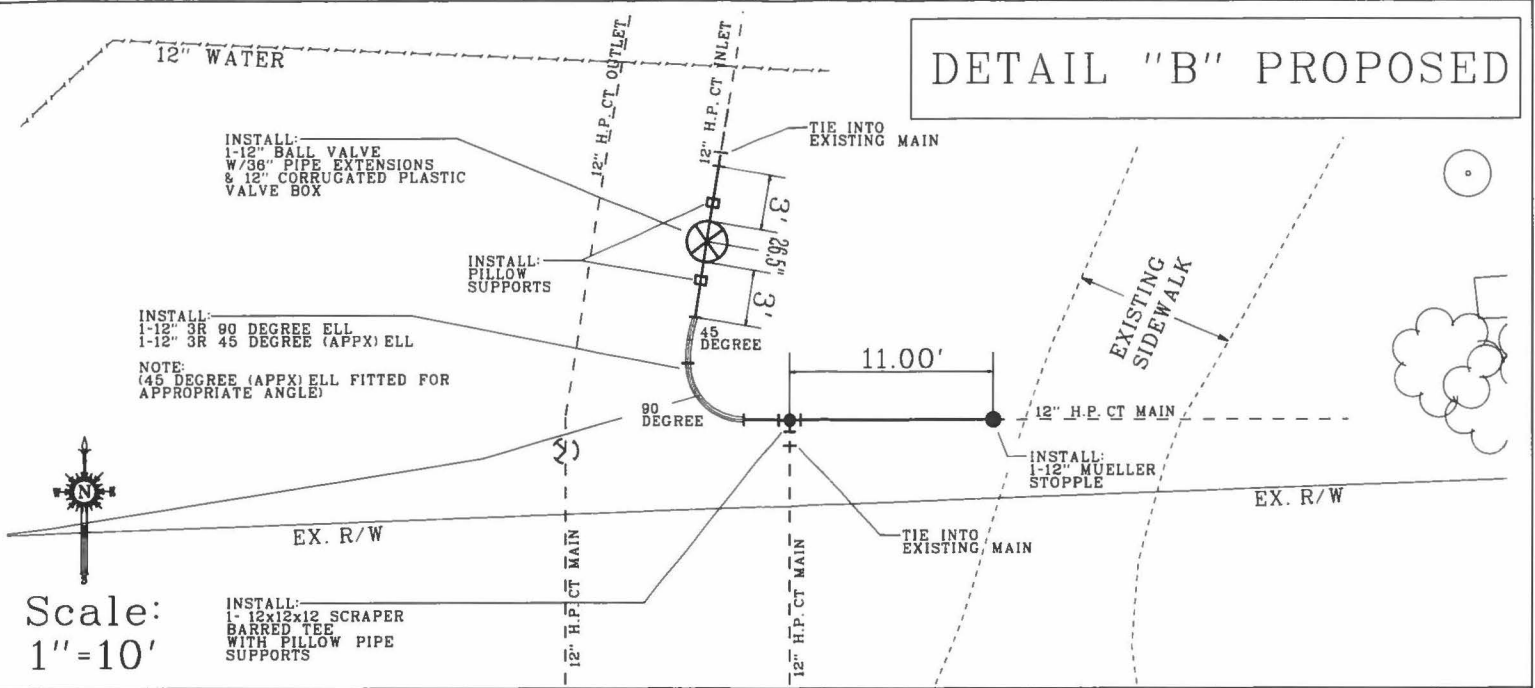 DETAIL "B" PROPOSED
12" WATER
12" H.P. CT OUTLET
12" H.P. CT INLET
INSTALL:
1-12" BALL VALVE
W/36" PIPE EXTENSIONS
& 12" CORRUGATED PLASTIC
VALVE BOX
TIE INTO
EXISTING MAIN
3'
26.5"
3'
INSTALL:
PILLOW
SUPPORTS
INSTALL:
1-12" 3R 90 DEGREE ELL
1-12" 3R 45 DEGREE (APPX) ELL
NOTE:
(45 DEGREE (APPX) ELL FITTED FOR
APPROPRIATE ANGLE)
45
DEGREE
90
DEGREE
11.00'
EXISTING
SIDEWALK
12" H.P. CT MAIN
INSTALL:
1-12" MUELLER
STOPPLE
EX. R/W
EX. R/W
TIE INTO
EXISTING MAIN
12" H.P. CT MAIN
12" H.P. CT MAIN
N
S
Scale:
1"=10'
INSTALL:
1- 12x12x12 SCRAPER
BARRED TEE
WITH PILLOW PIPE
SUPPORTS